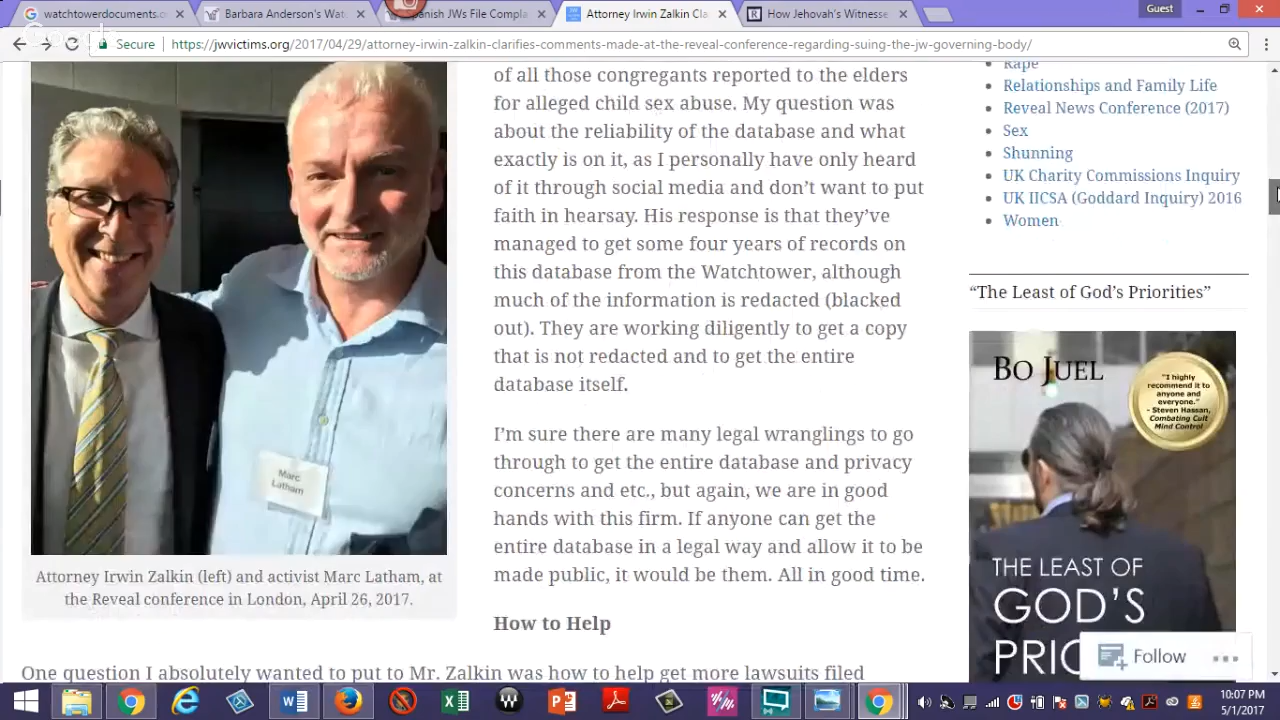 watchtowerdocuments.o
Barbara Anderson's Wat
anish JW File Compla
Attorney Irwin Zalkin Cla
How Jehovah's Witnesse
Guest
Secure
https://jwvictims.org/2017/04/29/attorney-irwin-zalkin-clarifies-comments-made-at-the-reveal-conference-regarding-suing-the-jw-governing-body/
of all those congregants reported to the elders
for alleged child sex abuse. My question was
about the reliability of the database and what
exactly is on it, as I personally have only heard
of it through social media and don't want to put
faith in hearsay. His response is that they've
managed to get some four years of records on
this database from the Watchtower, although
much of the information is redacted (blacked
out). They are working diligently to get a copy
that is not redacted and to get the entire
database itself.
I'm sure there are many legal wranglings to go
through to get the entire database and privacy
concerns and etc., but again, we are in good
hands with this firm. If anyone can get the
entire database in a legal way and allow it to be
made public, it would be them. All in good time.
How to Help
One question I absolutely wanted to put to Mr. Zalkin was how to help get more lawsuits filed
Marc
Latham
Attorney Irwin Zalkin (left) and activist Marc Latham, at
the Reveal conference in London, April 26, 2017.
Rape
Relationships and Family Life
Reveal News Conference (2017)
Sex
Shunning
UK Charity Commissions Inquiry
UK IICSA (Goddard Inquiry) 2016
Women
"The Least of God's Priorities"
BO JUEL
"I highly
recommend it to
anyone and
everyone."
- Steven Hassan,
Combating Cult
Mind Control
THE LEAST OF
GOD'S
PRIO
Follow
10:07 PM
5/1/2017